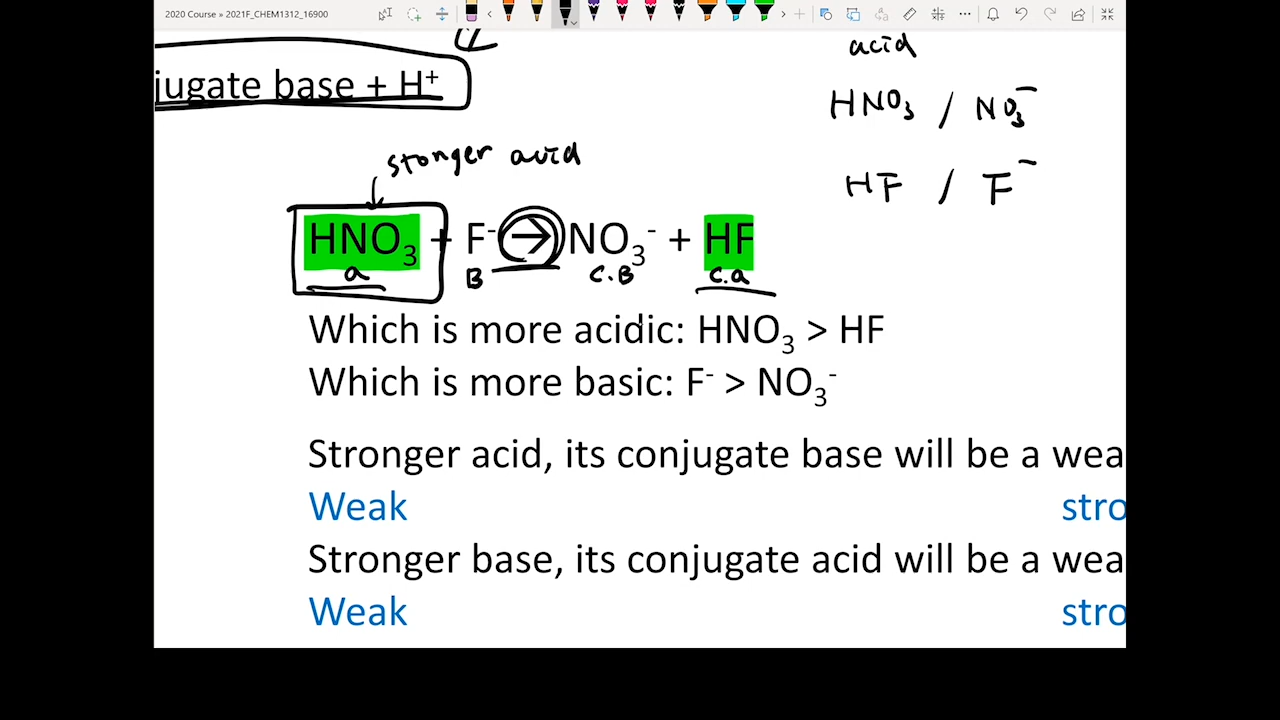 2020 Course » 2021F_CHEM1312_16900
acid
jugate base + H⁺
HNO₃ / NO₃⁻
stonger acid
HF / F⁻
HNO₃ + F⁻ → NO₃⁻ + HF
a B C.B C.a
Which is more acidic: HNO₃ > HF
Which is more basic: F⁻ > NO₃⁻
Stronger acid, its conjugate base will be a wea
Weak stro
Stronger base, its conjugate acid will be a wea
Weak stro